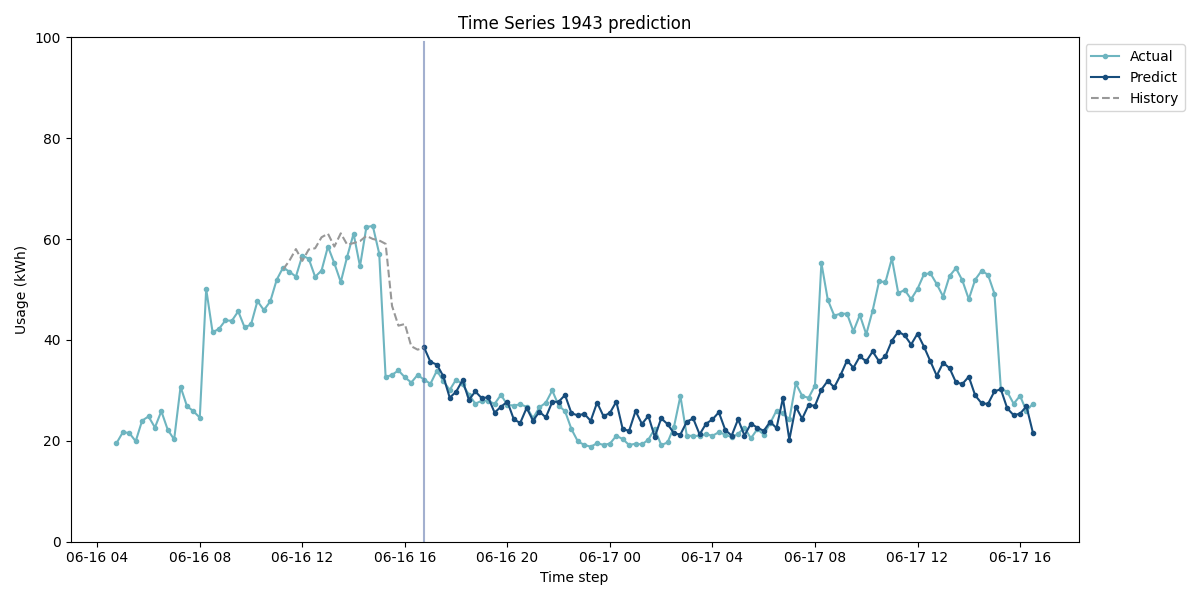 Time Series 1943 prediction
100
80
60
40
20
0
Usage (kWh)
06-16 04
06-16 08
06-16 12
06-16 16
06-16 20
06-17 00
06-17 04
06-17 08
06-17 12
06-17 16
Time step
Actual
Predict
History